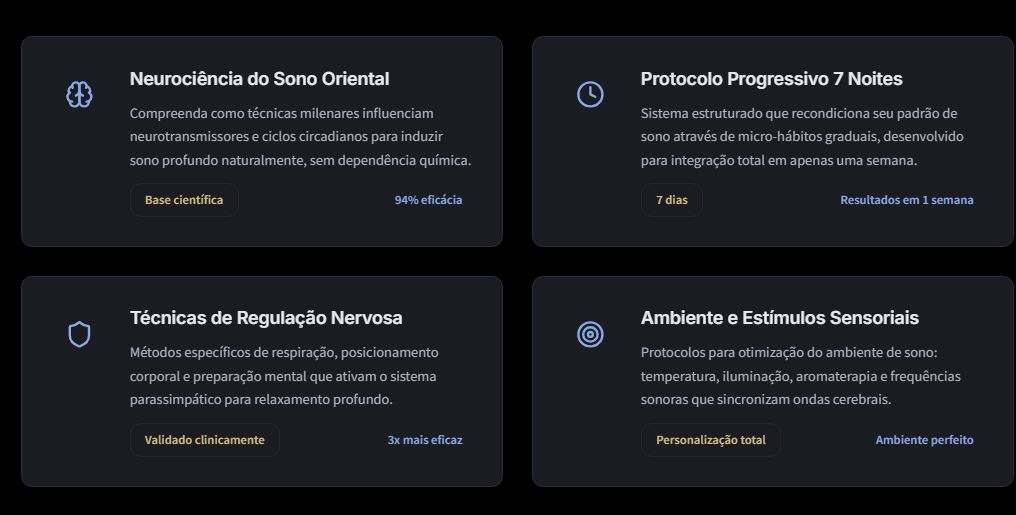 Neurociência do Sono Oriental
Compreenda como técnicas milenares influenciam
neurotransmissores e ciclos circadianos para induzir
sono profundo naturalmente, sem dependência química.
Base científica
94% eficácia
Protocolo Progressivo 7 Noites
Sistema estruturado que recondiciona seu padrão de
sono através de micro-hábitos graduais, desenvolvido
para integração total em apenas uma semana.
7 dias
Resultados em 1 semana
Técnicas de Regulação Nervosa
Métodos específicos de respiração, posicionamento
corporal e preparação mental que ativam o sistema
parassimpático para relaxamento profundo.
Validado clinicamente
3x mais eficaz
Ambiente e Estímulos Sensoriais
Protocolos para otimização do ambiente de sono:
temperatura, iluminação, aromaterapia e frequências
sonoras que sincronizam ondas cerebrais.
Personalização total
Ambiente perfeito